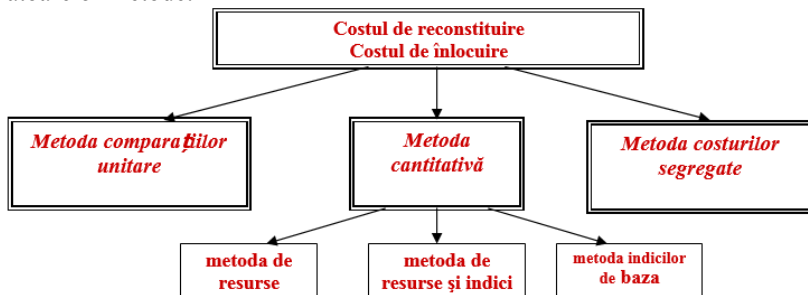 Costul de reconstituire
Costul de înlocuire
Metoda comparațiilor
unitare
Metoda
cantitativă
Metoda costurilor
segregate
metoda de
resurse
metoda de
resurse şi indici
metoda indicilor
de baza